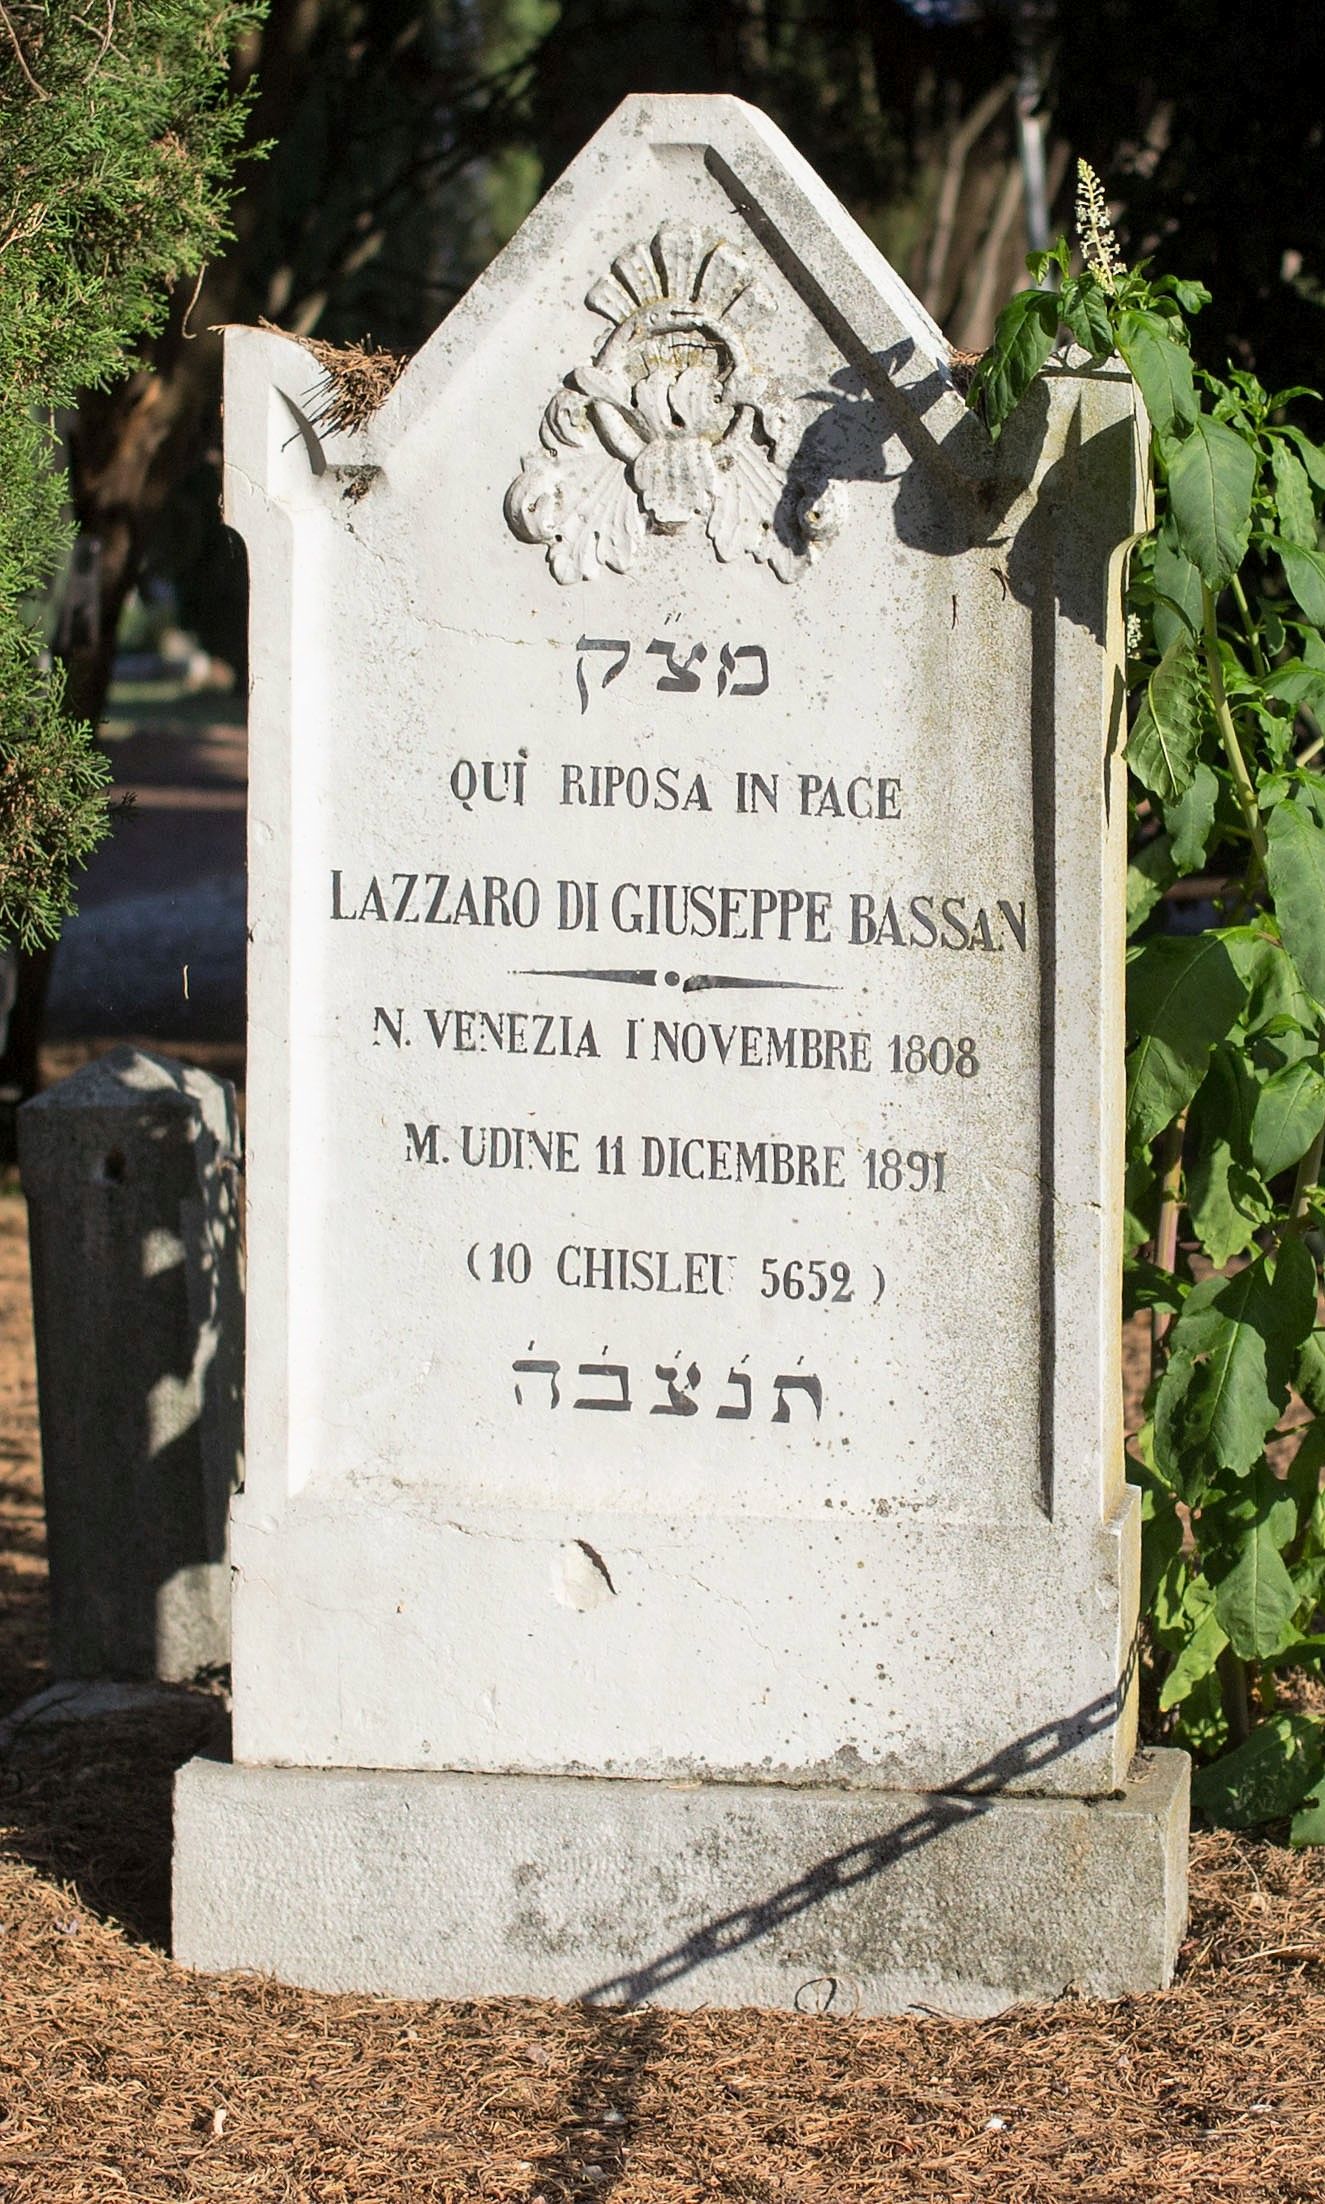 מצ״ק
QUI RIPOSA IN PACE
LAZZARO DI GIUSEPPE BASSAN
N. VENEZIA I NOVEMBRE 1808
M. UDINE 11 DICEMBRE 1891
(10 CHISLEU 5652)
ת׳נ׳צ׳ב׳ה׳